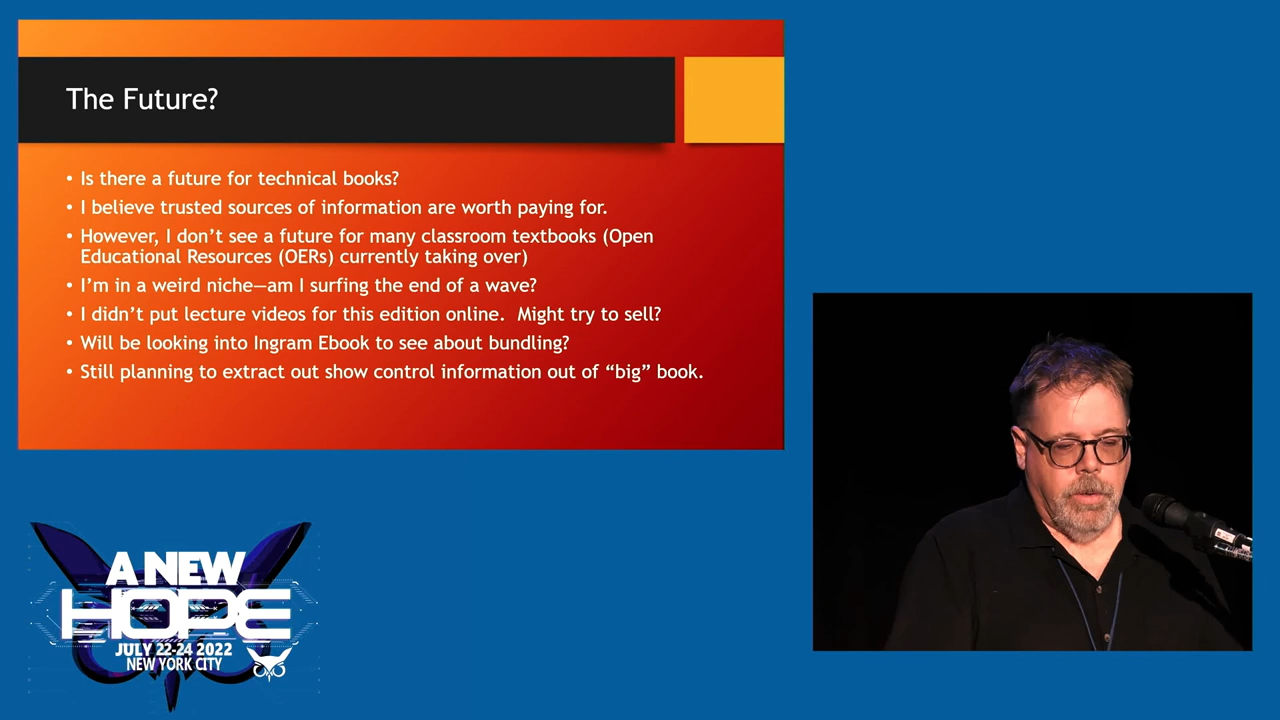 The Future?
• Is there a future for technical books?
• I believe trusted sources of information are worth paying for.
• However, I don’t see a future for many classroom textbooks (Open
Educational Resources (OERs) currently taking over)
• I’m in a weird niche—am I surfing the end of a wave?
• I didn’t put lecture videos for this edition online.  Might try to sell?
• Will be looking into Ingram Ebook to see about bundling?
• Still planning to extract out show control information out of “big” book.
A NEW
HOPE
JULY 22-24 2022
NEW YORK CITY